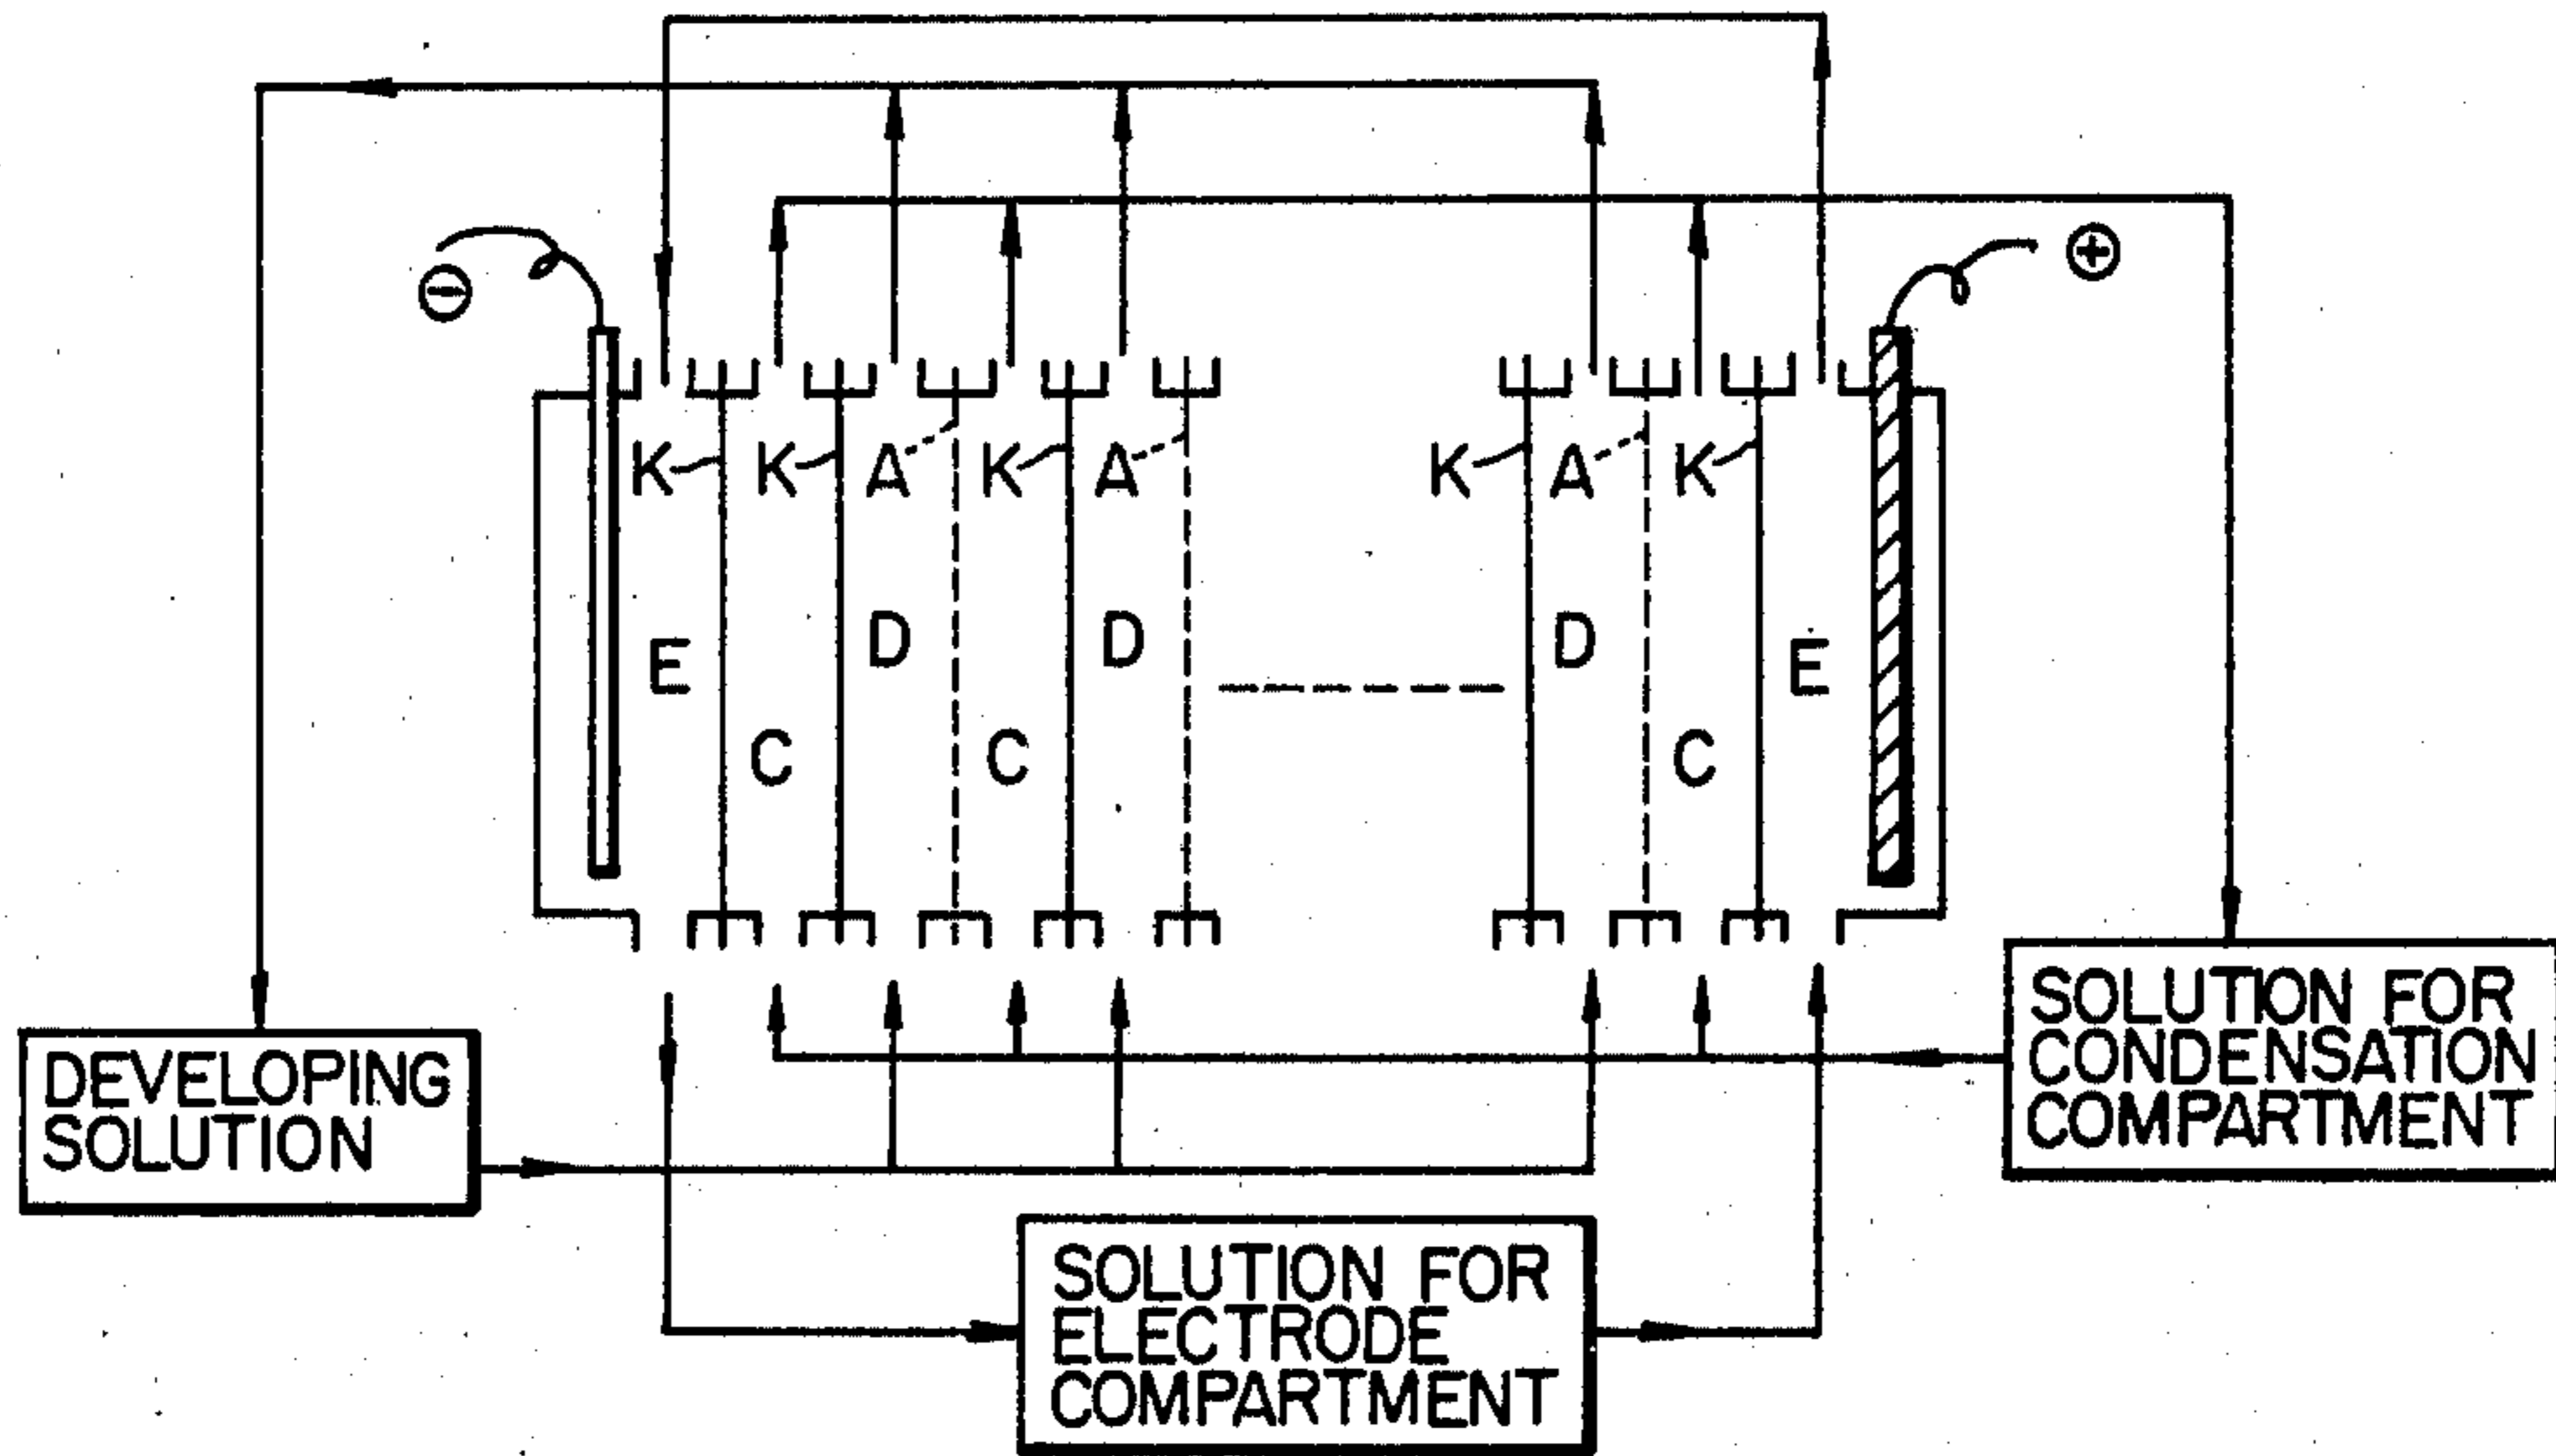 ⊖
⊕
K K A K A K A K
E D D D E
C C C
DEVELOPING
SOLUTION
SOLUTION FOR
CONDENSATION
COMPARTMENT
SOLUTION FOR
ELECTRODE
COMPARTMENT